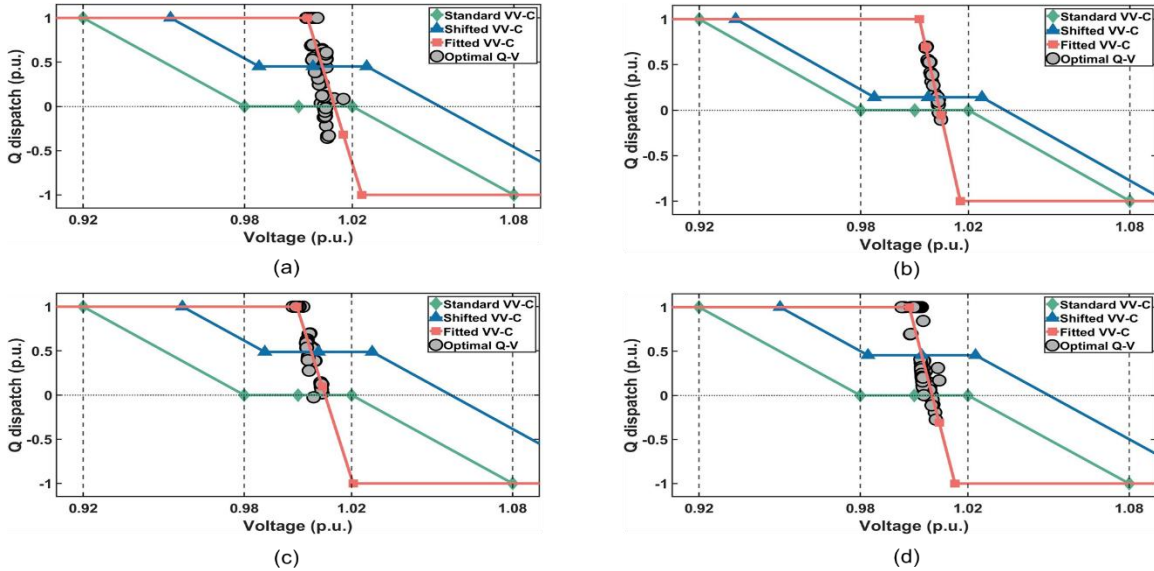 1
0.5
0
-0.5
-1
Q dispatch (p.u.)
0.92
0.98
1.02
1.08
Voltage (p.u.)
Standard VV-C
Shifted VV-C
Fitted VV-C
Optimal Q-V
(a)
1
0.5
0
-0.5
-1
Q dispatch (p.u.)
0.92
0.98
1.02
1.08
Voltage (p.u.)
Standard VV-C
Shifted VV-C
Fitted VV-C
Optimal Q-V
(b)
1
0.5
0
-0.5
-1
Q dispatch (p.u.)
0.92
0.98
1.02
1.08
Voltage (p.u.)
Standard VV-C
Shifted VV-C
Fitted VV-C
Optimal Q-V
(c)
1
0.5
0
-0.5
-1
Q dispatch (p.u.)
0.92
0.98
1.02
1.08
Voltage (p.u.)
Standard VV-C
Shifted VV-C
Fitted VV-C
Optimal Q-V
(d)